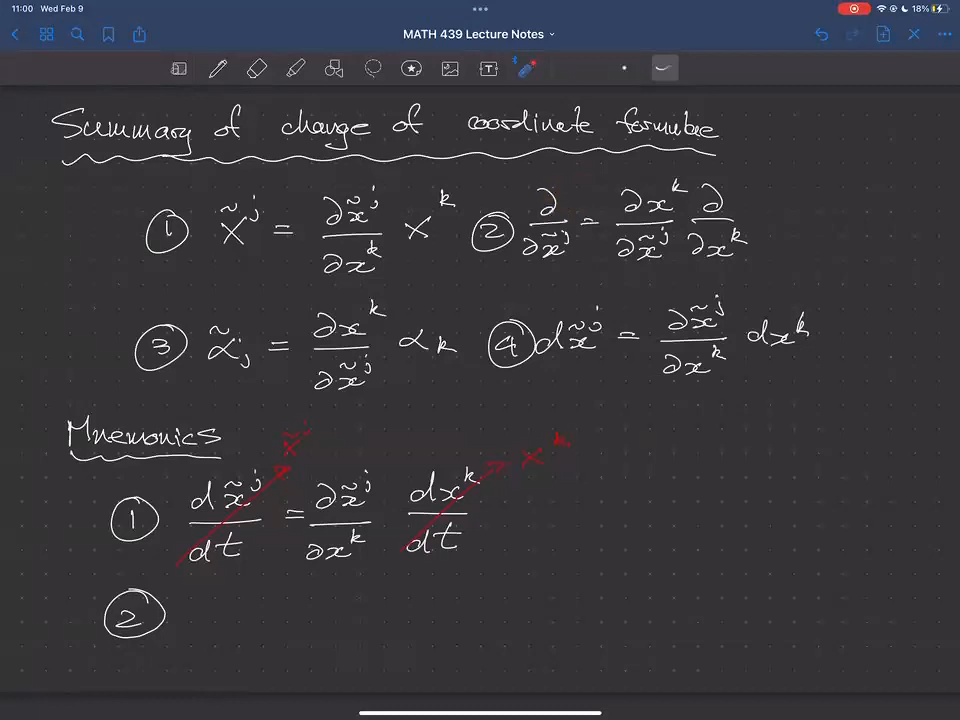 11:00 Wed Feb 9
18%
MATH 439 Lecture Notes
Summary of change of coordinate formulae
① X̃ʲ = ∂x̃ʲ/∂xᵏ Xᵏ ② ∂/∂x̃ʲ = ∂xᵏ/∂x̃ʲ ∂/∂xᵏ
③ α̃ⱼ = ∂xᵏ/∂x̃ʲ αₖ ④ dx̃ʲ = ∂x̃ʲ/∂xᵏ dxᵏ
Mnemonics
X̃ʲ Xᵏ
① dx̃ʲ/dt = ∂x̃ʲ/∂xᵏ dxᵏ/dt
②